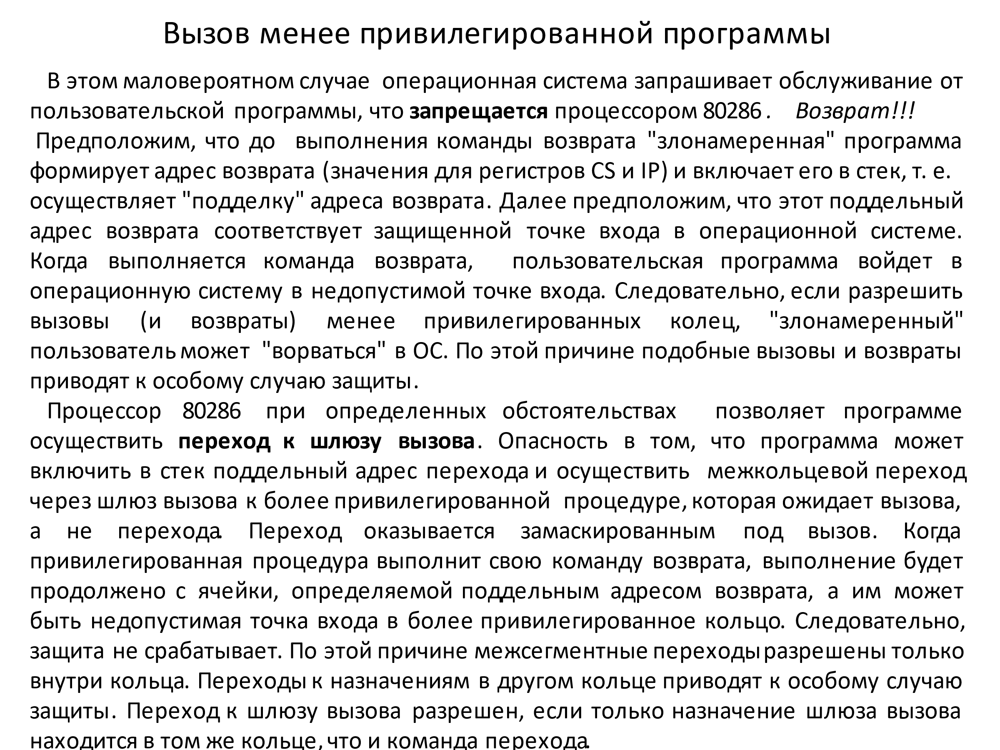 Вызов менее привилегированной программы
В этом маловероятном случае операционная система запрашивает обслуживание от
пользовательской программы, что запрещается процессором 80286. Возврат!!!
Предположим, что до выполнения команды возврата "злонамеренная" программа
формирует адрес возврата (значения для регистров CS и IP) и включает его в стек, т. е.
осуществляет "подделку" адреса возврата. Далее предположим, что этот поддельный
адрес возврата соответствует защищенной точке входа в операционной системе.
Когда выполняется команда возврата, пользовательская программа войдет в
операционную систему в недопустимой точке входа. Следовательно, если разрешить
вызовы (и возвраты) менее привилегированных колец, "злонамеренный"
пользователь может "ворваться" в ОС. По этой причине подобные вызовы и возвраты
приводят к особому случаю защиты.
Процессор 80286 при определенных обстоятельствах позволяет программе
осуществить переход к шлюзу вызова. Опасность в том, что программа может
включить в стек поддельный адрес перехода и осуществить межкольцевой переход
через шлюз вызова к более привилегированной процедуре, которая ожидает вызова,
а не перехода. Переход оказывается замаскированным под вызов. Когда
привилегированная процедура выполнит свою команду возврата, выполнение будет
продолжено с ячейки, определяемой поддельным адресом возврата, а им может
быть недопустимая точка входа в более привилегированное кольцо. Следовательно,
защита не срабатывает. По этой причине межсегментные переходы разрешены только
внутри кольца. Переходы к назначениям в другом кольце приводят к особому случаю
защиты. Переход к шлюзу вызова разрешен, если только назначение шлюза вызова
находится в том же кольце, что и команда перехода.